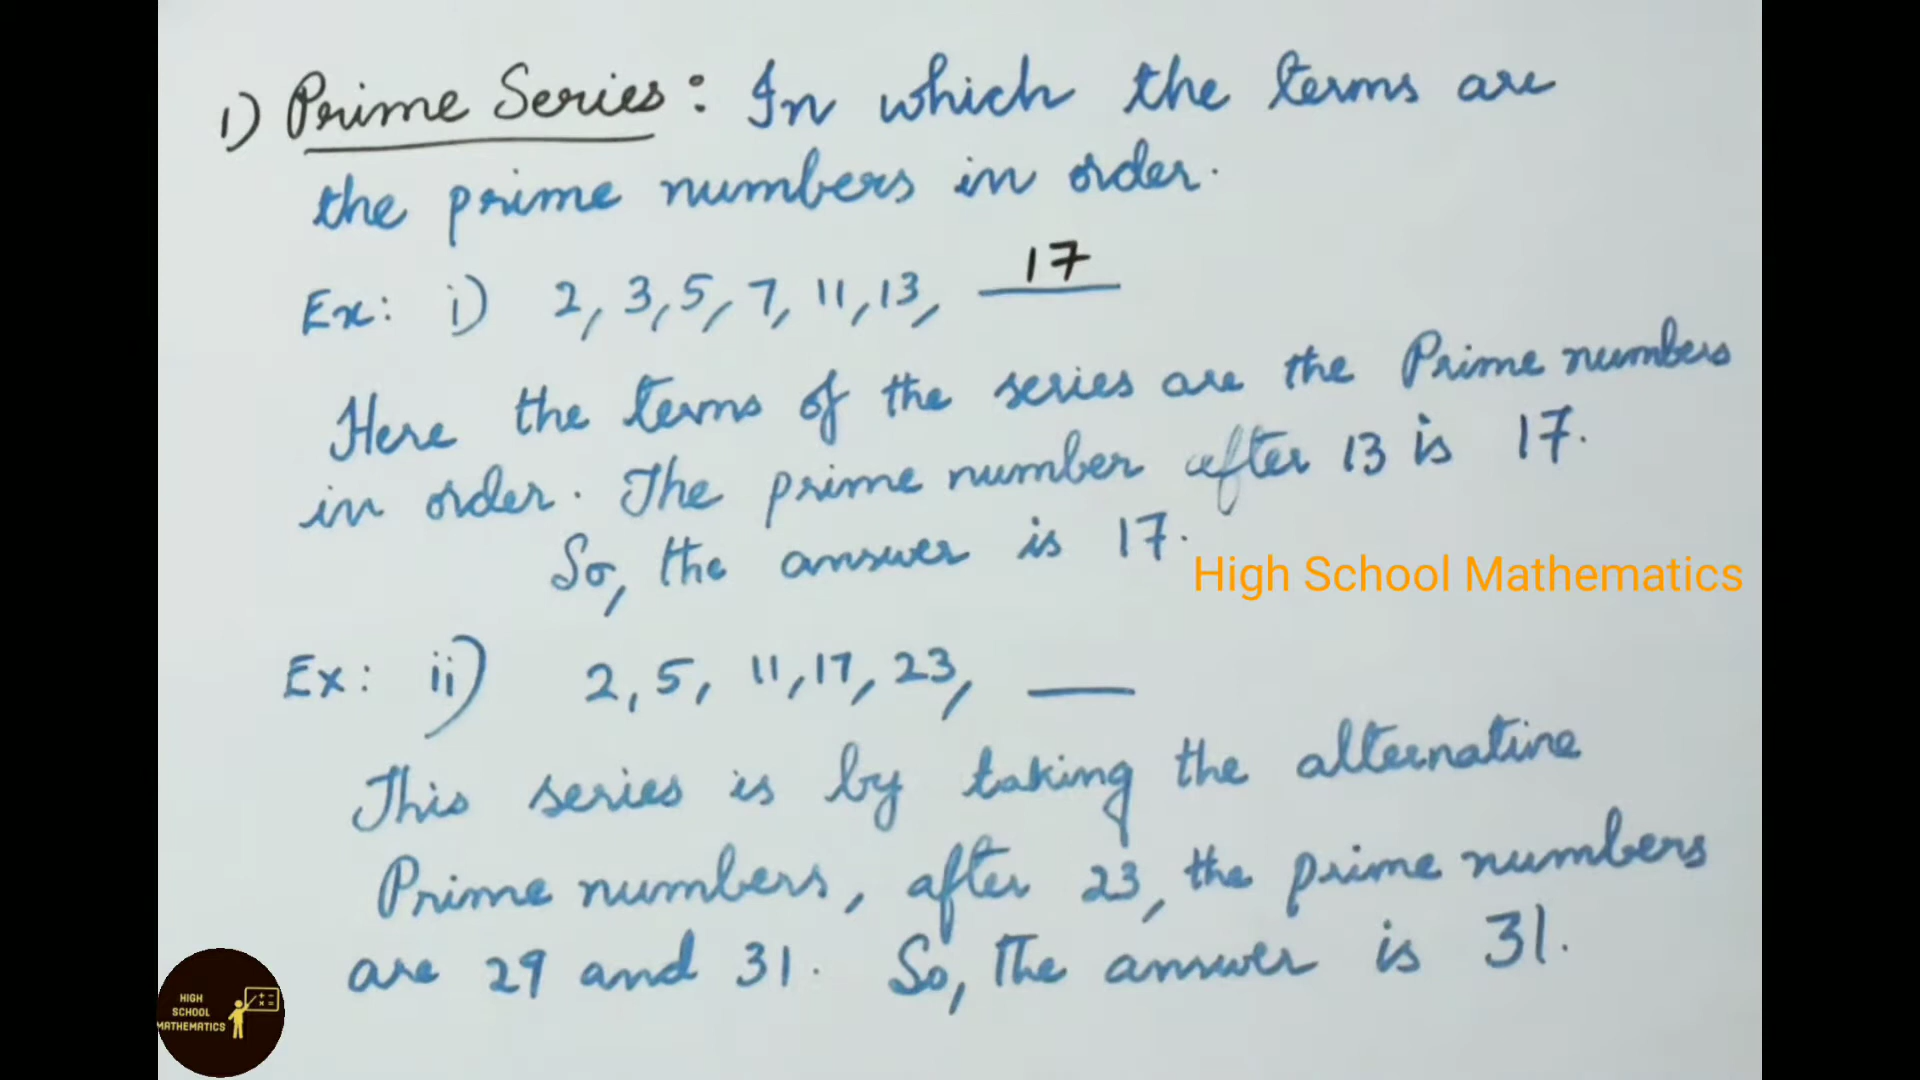 1) Prime Series: In which the terms are
the prime numbers in order.
Ex: i) 2, 3, 5, 7, 11, 13, 17
Here the terms of the series are the Prime numbers
in order. The prime number after 13 is 17.
So, the answer is 17.
High School Mathematics
Ex: ii) 2, 5, 11, 17, 23, ___
This series is by taking the alternative
Prime numbers, after 23, the prime numbers
are 29 and 31. So, the answer is 31.
HIGH
SCHOOL
MATHEMATICS